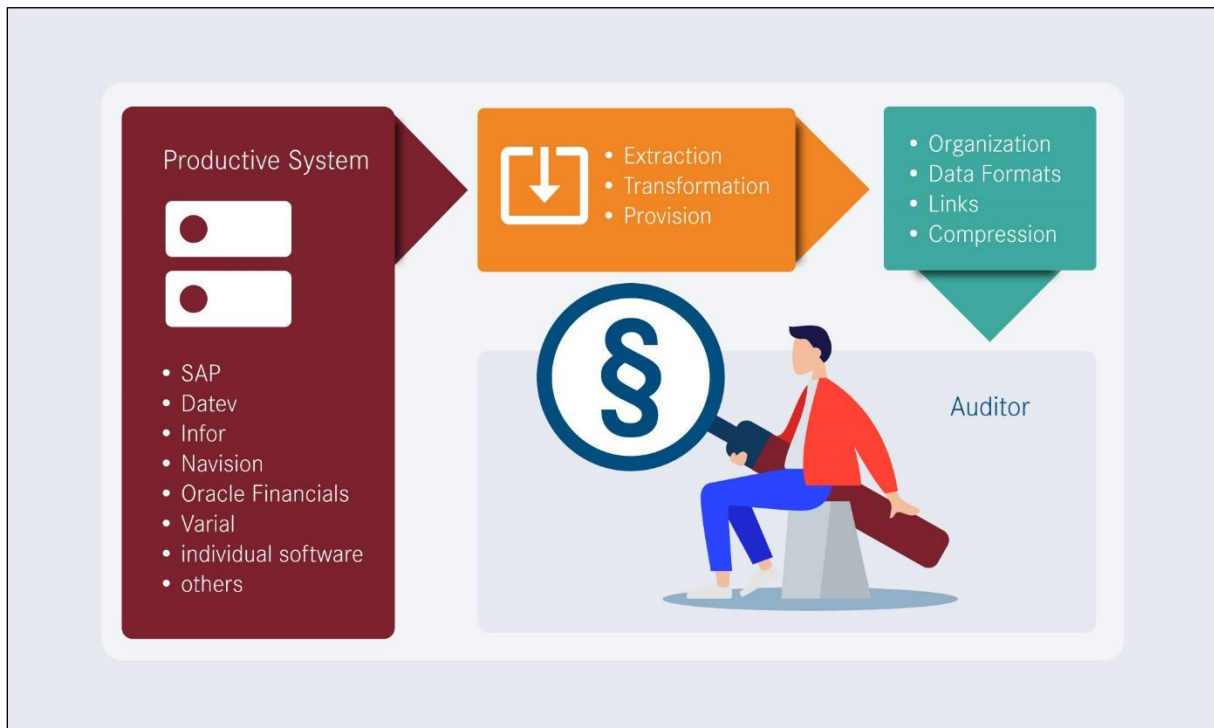 Productive System
• SAP
• Datev
• Infor
• Navision
• Oracle Financials
• Varial
• individual software
• others
• Extraction
• Transformation
• Provision
• Organization
• Data Formats
• Links
• Compression
§
Auditor